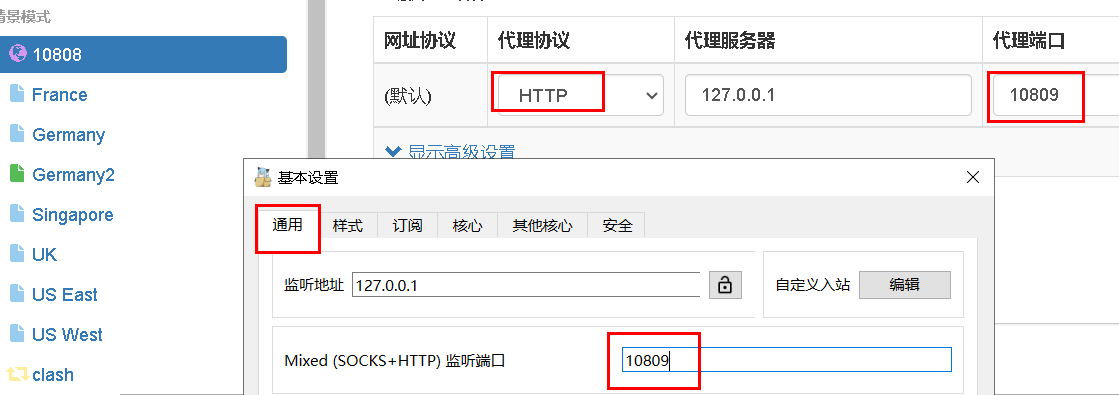 情景模式
10808
France
Germany
Germany2
Singapore
UK
US East
US West
clash
网址协议 代理协议 代理服务器 代理端口
(默认) HTTP 127.0.0.1 10809
显示高级设置
基本设置
通用 样式 订阅 核心 其他核心 安全
监听地址 127.0.0.1 自定义入站 编辑
Mixed (SOCKS+HTTP) 监听端口 10809